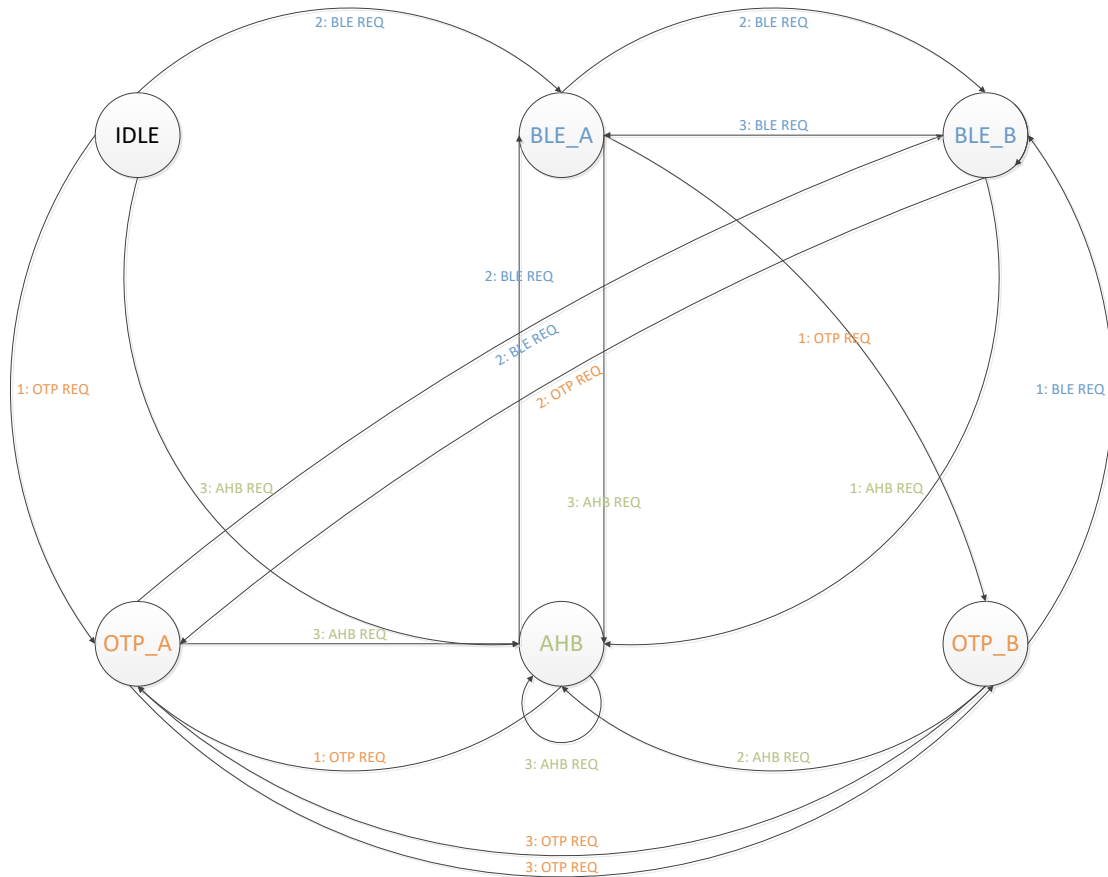 2: BLE REQ
2: BLE REQ
IDLE
BLE_A
3: BLE REQ
BLE_B
2: BLE REQ
2: BLE REQ
1: OTP REQ
2: OTP REQ
1: OTP REQ
1: BLE REQ
3: AHB REQ
3: AHB REQ
1: AHB REQ
OTP_A
3: AHB REQ
AHB
OTP_B
1: OTP REQ
3: AHB REQ
2: AHB REQ
3: OTP REQ
3: OTP REQ